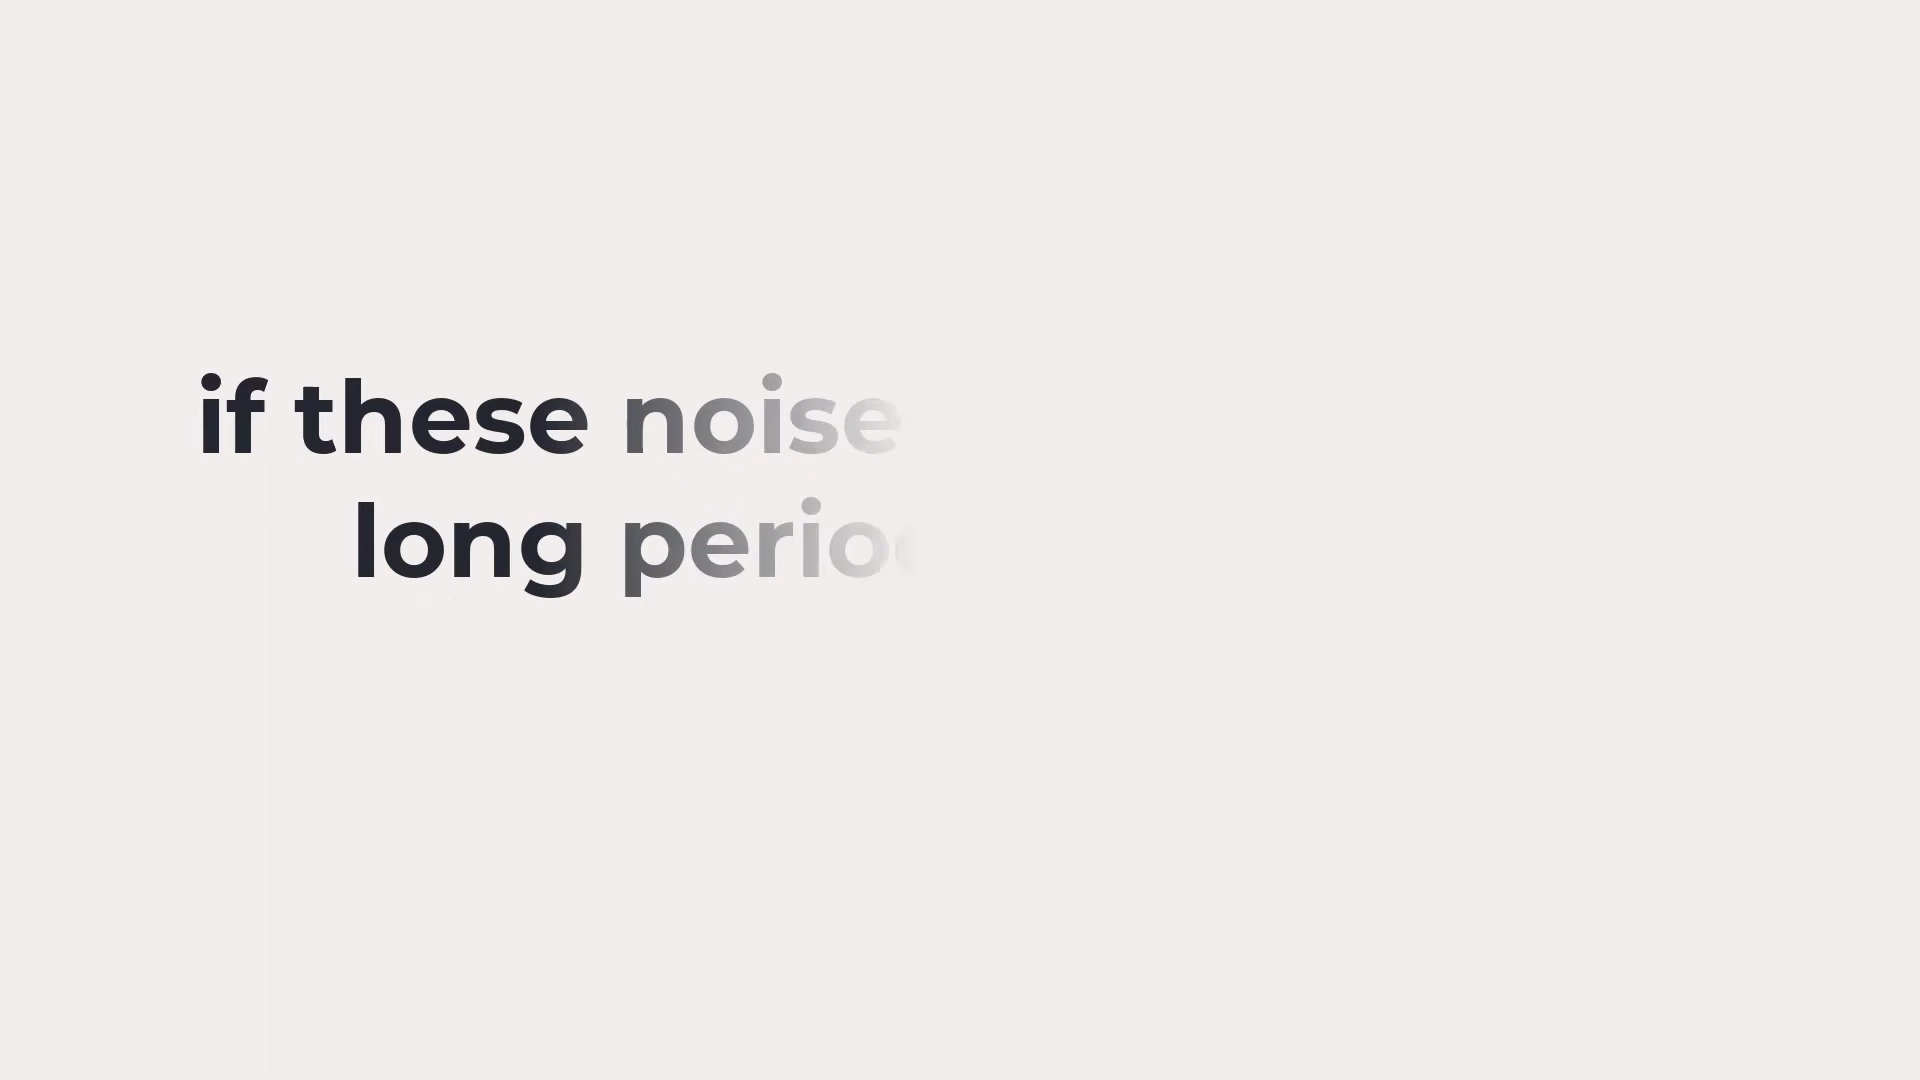 if these noise
long perio